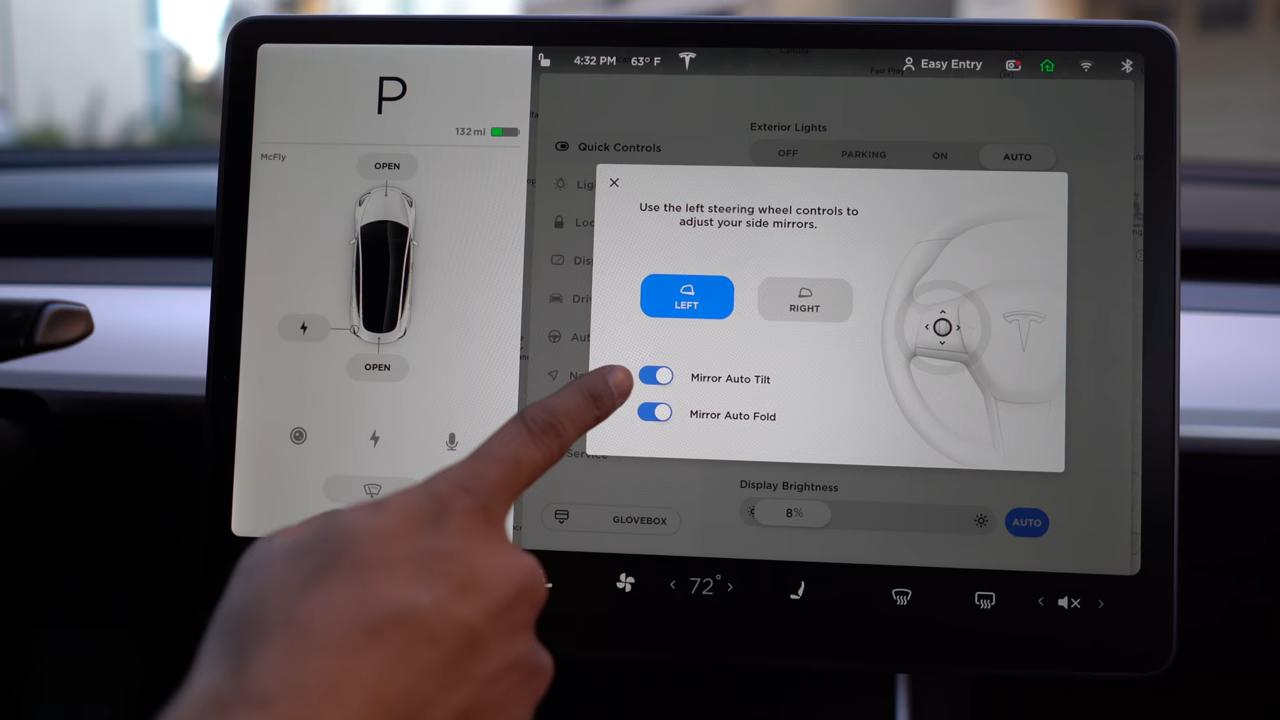 P
132 mi
McFly
OPEN
OPEN
4:32 PM 63° F
Easy Entry
Quick Controls
Service
GLOVEBOX
Exterior Lights
OFF PARKING ON AUTO
Use the left steering wheel controls to
adjust your side mirrors.
LEFT RIGHT
Mirror Auto Tilt
Mirror Auto Fold
Display Brightness
8% AUTO
72°